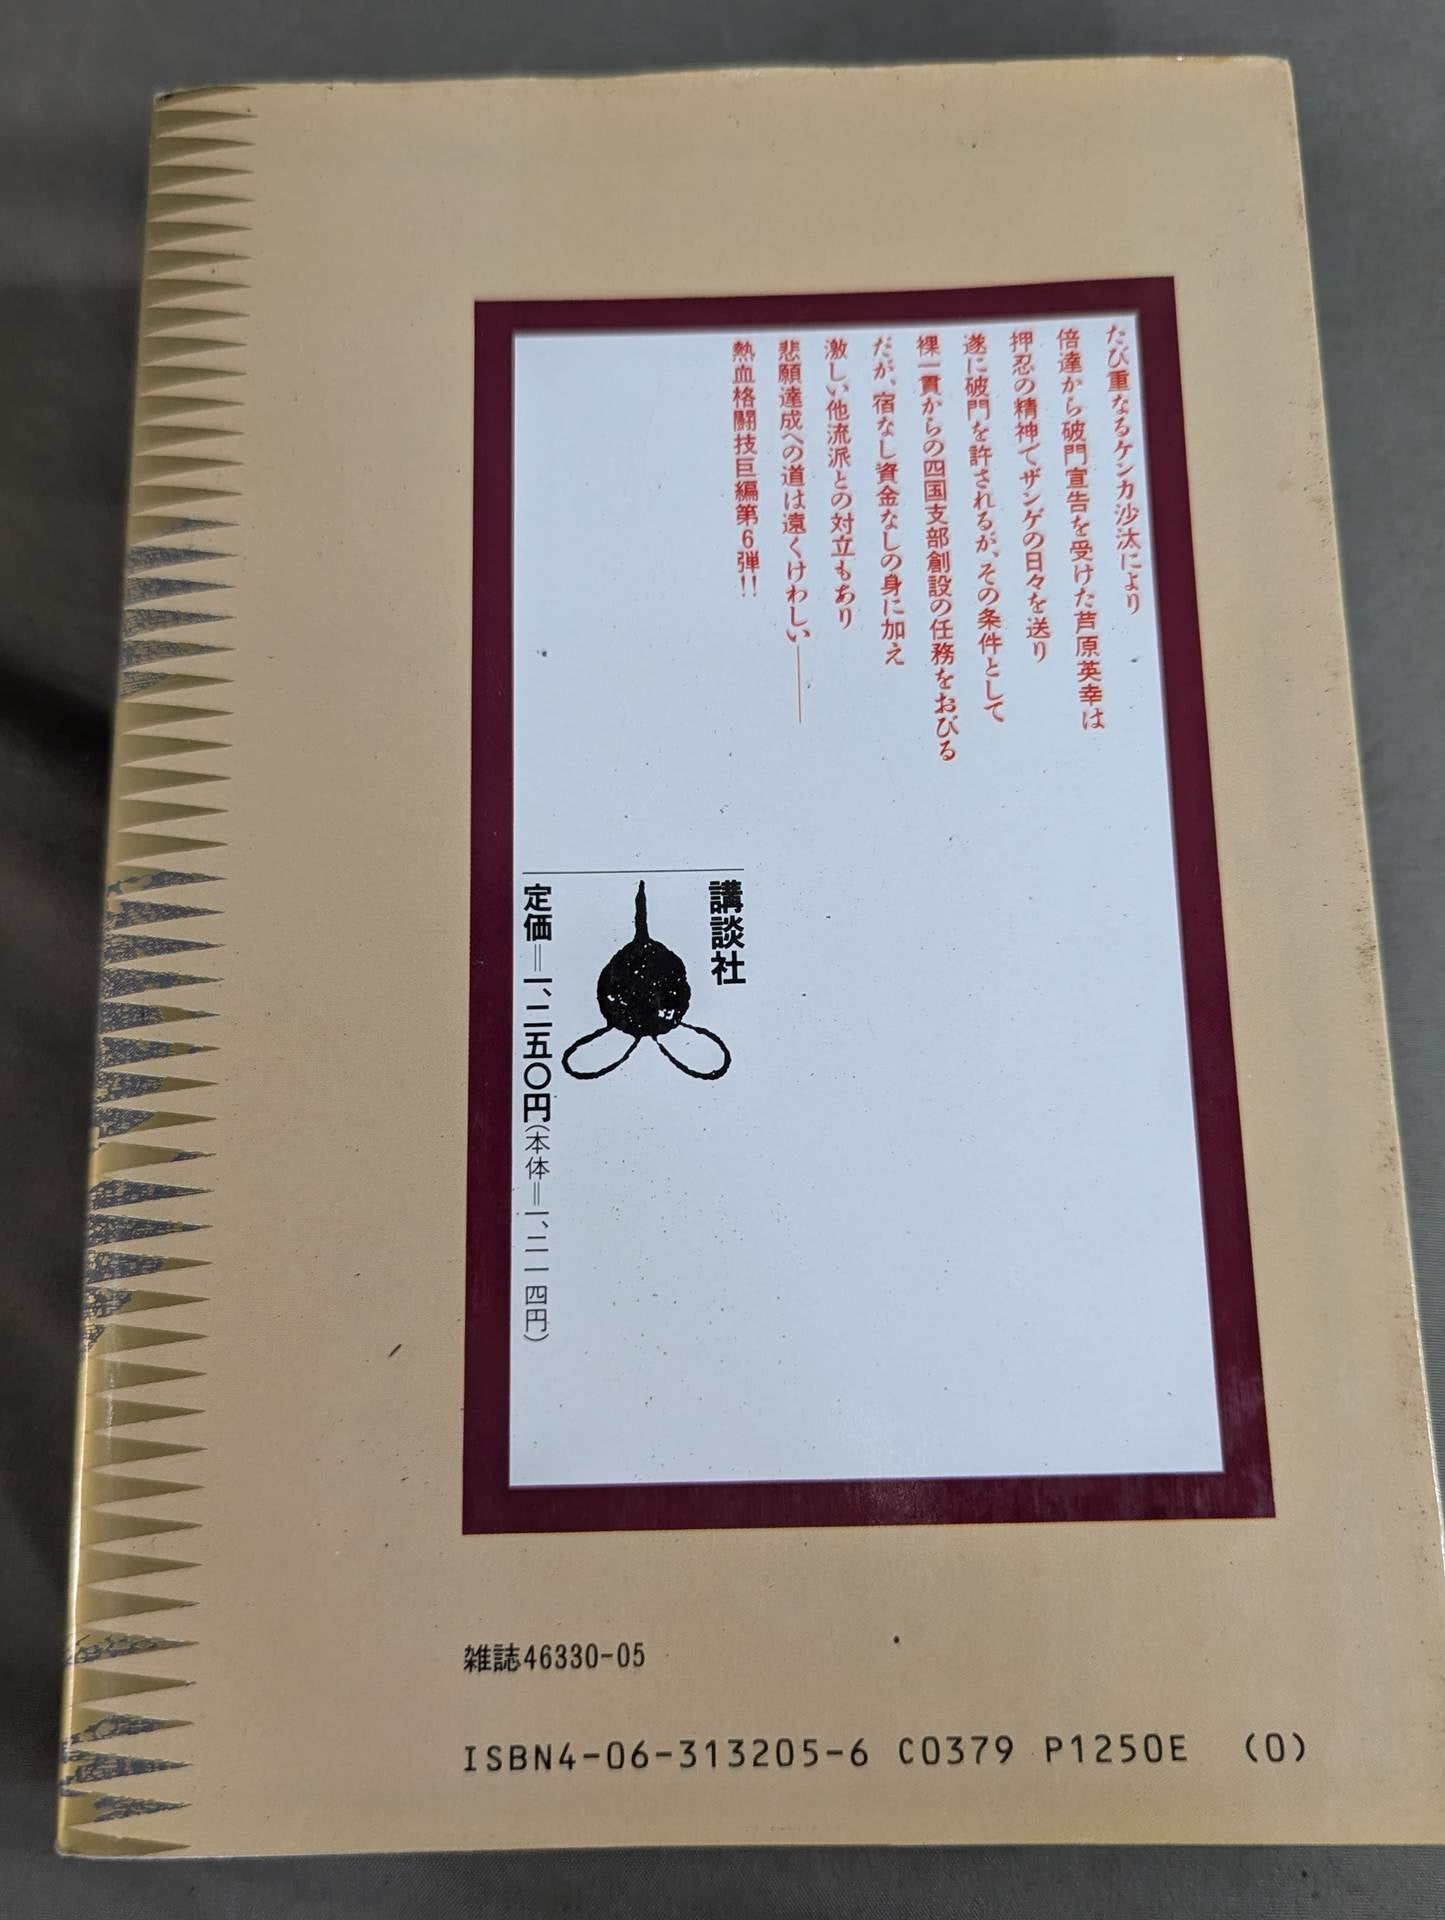 たび重なるケンカ沙汰により
倍達から破門宣告を受けた芦原英幸は
押忍の精神でザンゲの日々を送り
遂に破門を許されるが、その条件として
裸一貫からの四国支部創設の任務をおびる
だが、宿なし資金なしの身に加え
激しい他流派との対立もあり
悲願達成への道は遠くけわしい――
熱血格闘技巨編第6弾!!
講談社
定価=一、二五〇円(本体=一、二一四円)
雑誌46330-05
ISBN4-06-313205-6 C0379 P1250E (0)